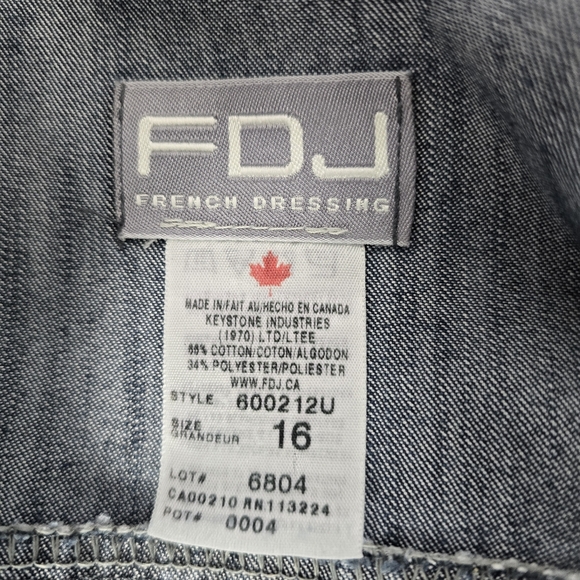 FDJ
FRENCH DRESSING
MADE IN/FAIT AU/HECHO EN CANADA
KEYSTONE INDUSTRIES
(1970) LTD/LTEE
66% COTTON/COTON/ALGODON
34% POLYESTER/POLIESTER
WWW.FDJ.CA
STYLE 600212U
SIZE
GRANDEUR 16
LOT# 6804
CA00210 RN113224
POT# 0004